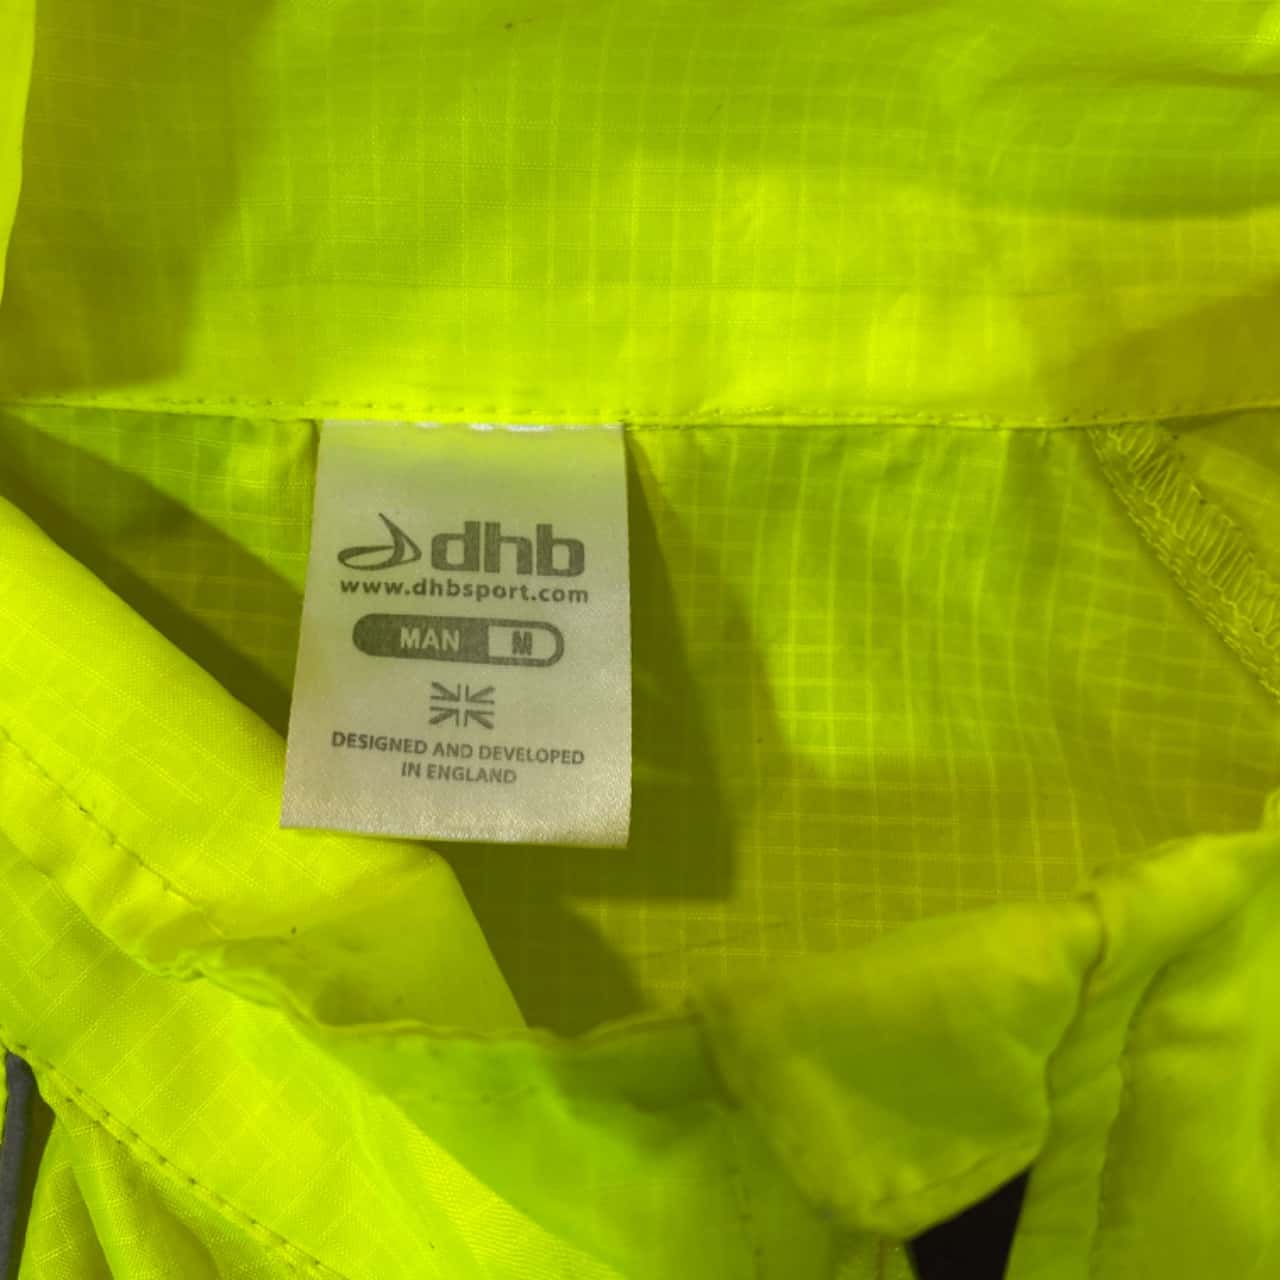 dhb
www.dhbsport.com
MAN M
DESIGNED AND DEVELOPED
IN ENGLAND